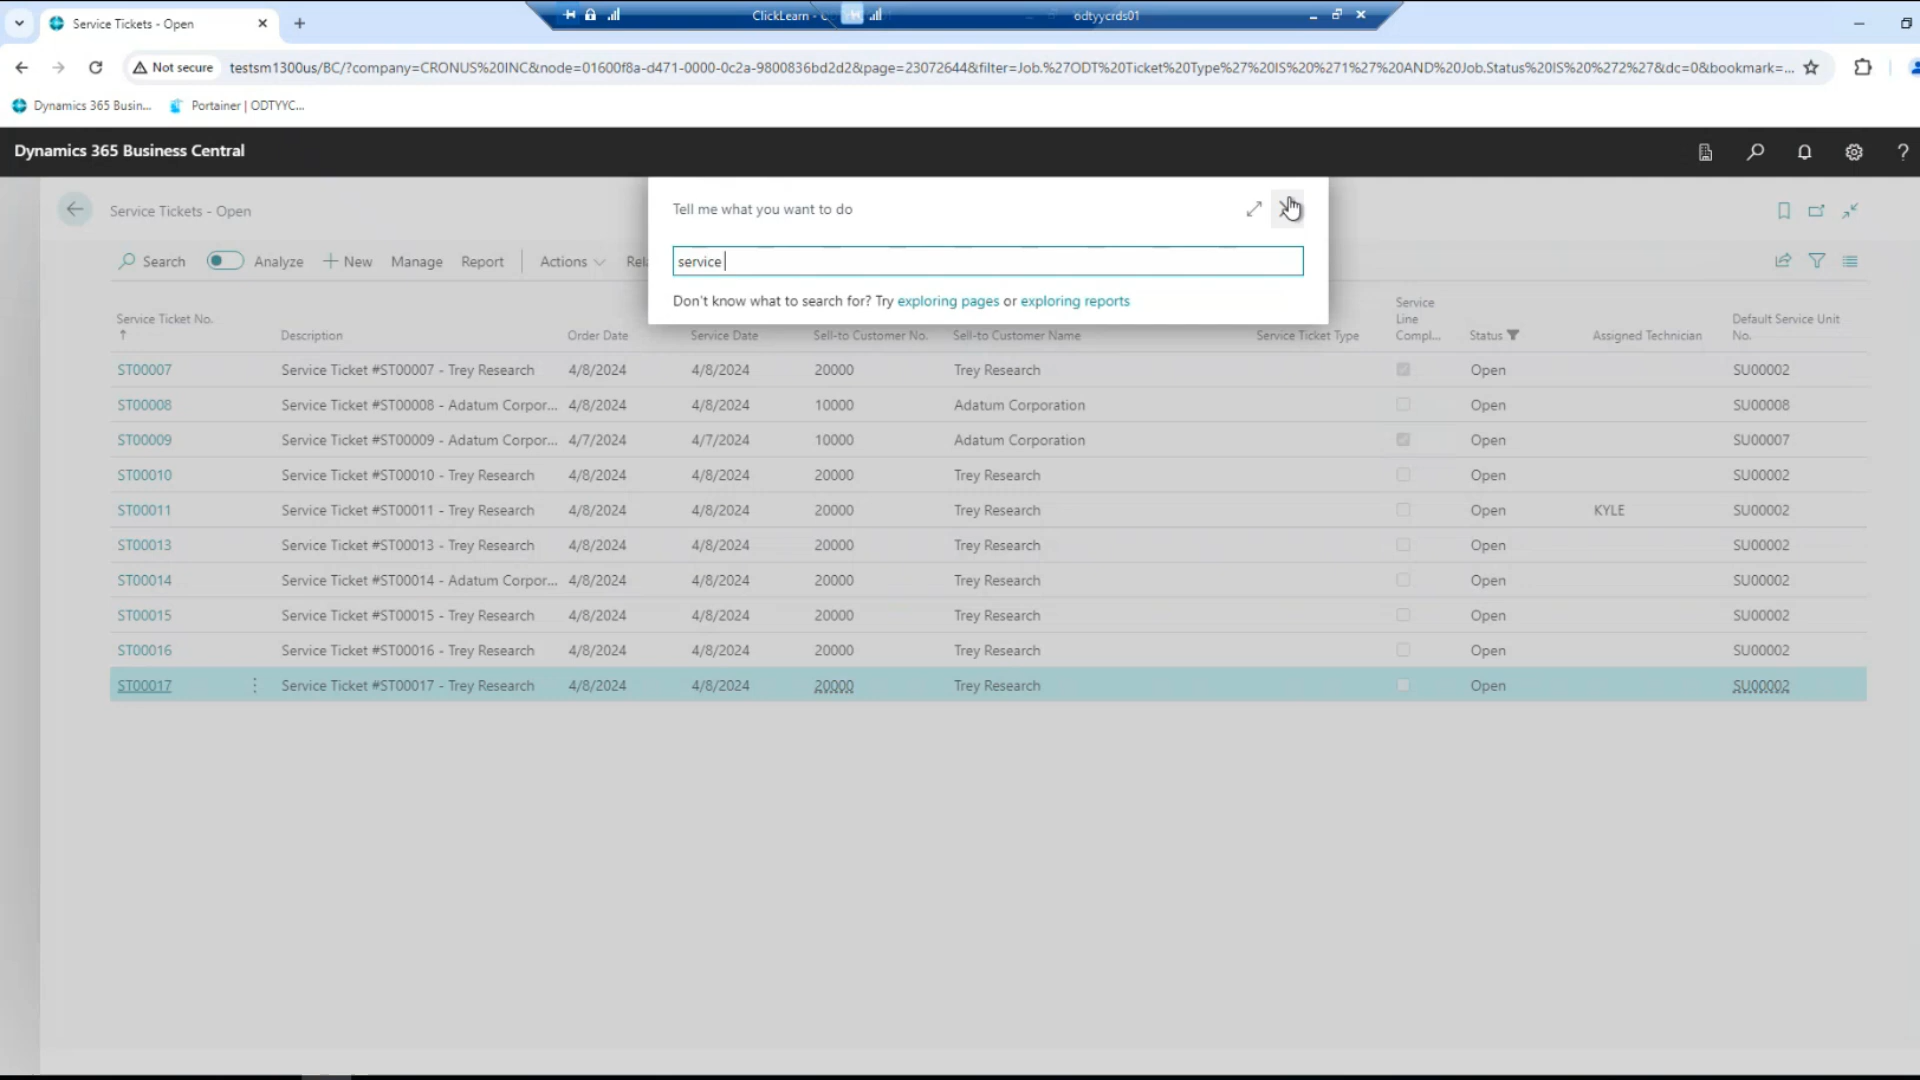 Service Tickets - Open
ClickLearn -
odtyycrds01
Not secure
testsm1300us/BC/?company=CRONUS%20INC&node=01600f8a-d471-0000-0c2a-9800836bd2d2&page=23072644&filter=Job.%27ODT%20Ticket%20Type%27%20IS%20%271%27%20AND%20Job.Status%20IS%20%272%27&dc=0&bookmark=...
Dynamics 365 Busin...
Portainer | ODTYYC...
Dynamics 365 Business Central
Service Tickets - Open
Tell me what you want to do
service
Don't know what to search for? Try exploring pages or exploring reports
Search Analyze New Manage Report Actions Rel
Service Ticket No. Description Order Date Service Date Sell-to Customer No. Sell-to Customer Name Service Ticket Type Service Line Compl... Status Assigned Technician Default Service Unit No.
ST00007 Service Ticket #ST00007 - Trey Research 4/8/2024 4/8/2024 20000 Trey Research Open SU00002
ST00008 Service Ticket #ST00008 - Adatum Corpor... 4/8/2024 4/8/2024 10000 Adatum Corporation Open SU00008
ST00009 Service Ticket #ST00009 - Adatum Corpor... 4/7/2024 4/7/2024 10000 Adatum Corporation Open SU00007
ST00010 Service Ticket #ST00010 - Trey Research 4/8/2024 4/8/2024 20000 Trey Research Open SU00002
ST00011 Service Ticket #ST00011 - Trey Research 4/8/2024 4/8/2024 20000 Trey Research Open KYLE SU00002
ST00013 Service Ticket #ST00013 - Trey Research 4/8/2024 4/8/2024 20000 Trey Research Open SU00002
ST00014 Service Ticket #ST00014 - Adatum Corpor... 4/8/2024 4/8/2024 20000 Trey Research Open SU00002
ST00015 Service Ticket #ST00015 - Trey Research 4/8/2024 4/8/2024 20000 Trey Research Open SU00002
ST00016 Service Ticket #ST00016 - Trey Research 4/8/2024 4/8/2024 20000 Trey Research Open SU00002
ST00017 Service Ticket #ST00017 - Trey Research 4/8/2024 4/8/2024 20000 Trey Research Open SU00002